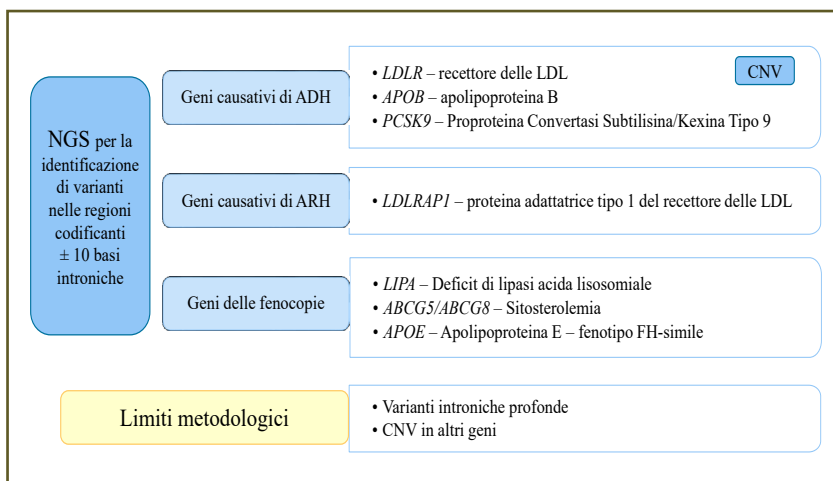 NGS per la
identificazione
di varianti
nelle regioni
codificanti
± 10 basi
introniche
Geni causativi di ADH
• LDLR – recettore delle LDL
• APOB – apolipoproteina B
• PCSK9 – Proproteina Convertasi Subtilisina/Kexina Tipo 9
CNV
Geni causativi di ARH
• LDLRAP1 – proteina adattatrice tipo 1 del recettore delle LDL
Geni delle fenocopie
• LIPA – Deficit di lipasi acida lisosomiale
• ABCG5/ABCG8 – Sitosterolemia
• APOE – Apolipoproteina E – fenotipo FH-simile
Limiti metodologici
• Varianti introniche profonde
• CNV in altri geni